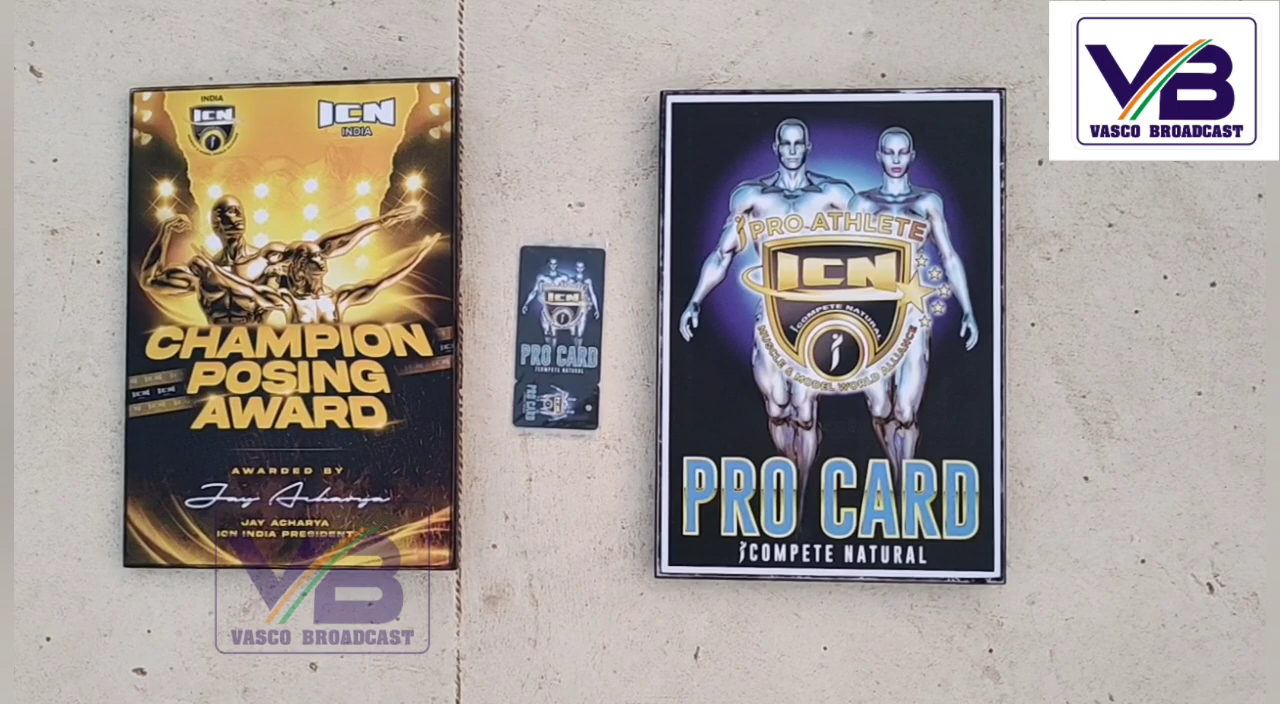 VB
VASCO BROADCAST
INDIA
ICN
ICN
INDIA
CHAMPION
POSING
AWARD
AWARDED BY
Jay Acharya
JAY ACHARYA
ICN INDIA PRESIDENT
VB
VASCO BROADCAST
ICN
PRO CARD
ICOMPETE NATURAL
PRO CARD
PRO-ATHLETE
ICN
ICOMPETE NATURAL
MUSCLE & MODEL WORLD ALLIANCE
PRO CARD
ICOMPETE NATURAL